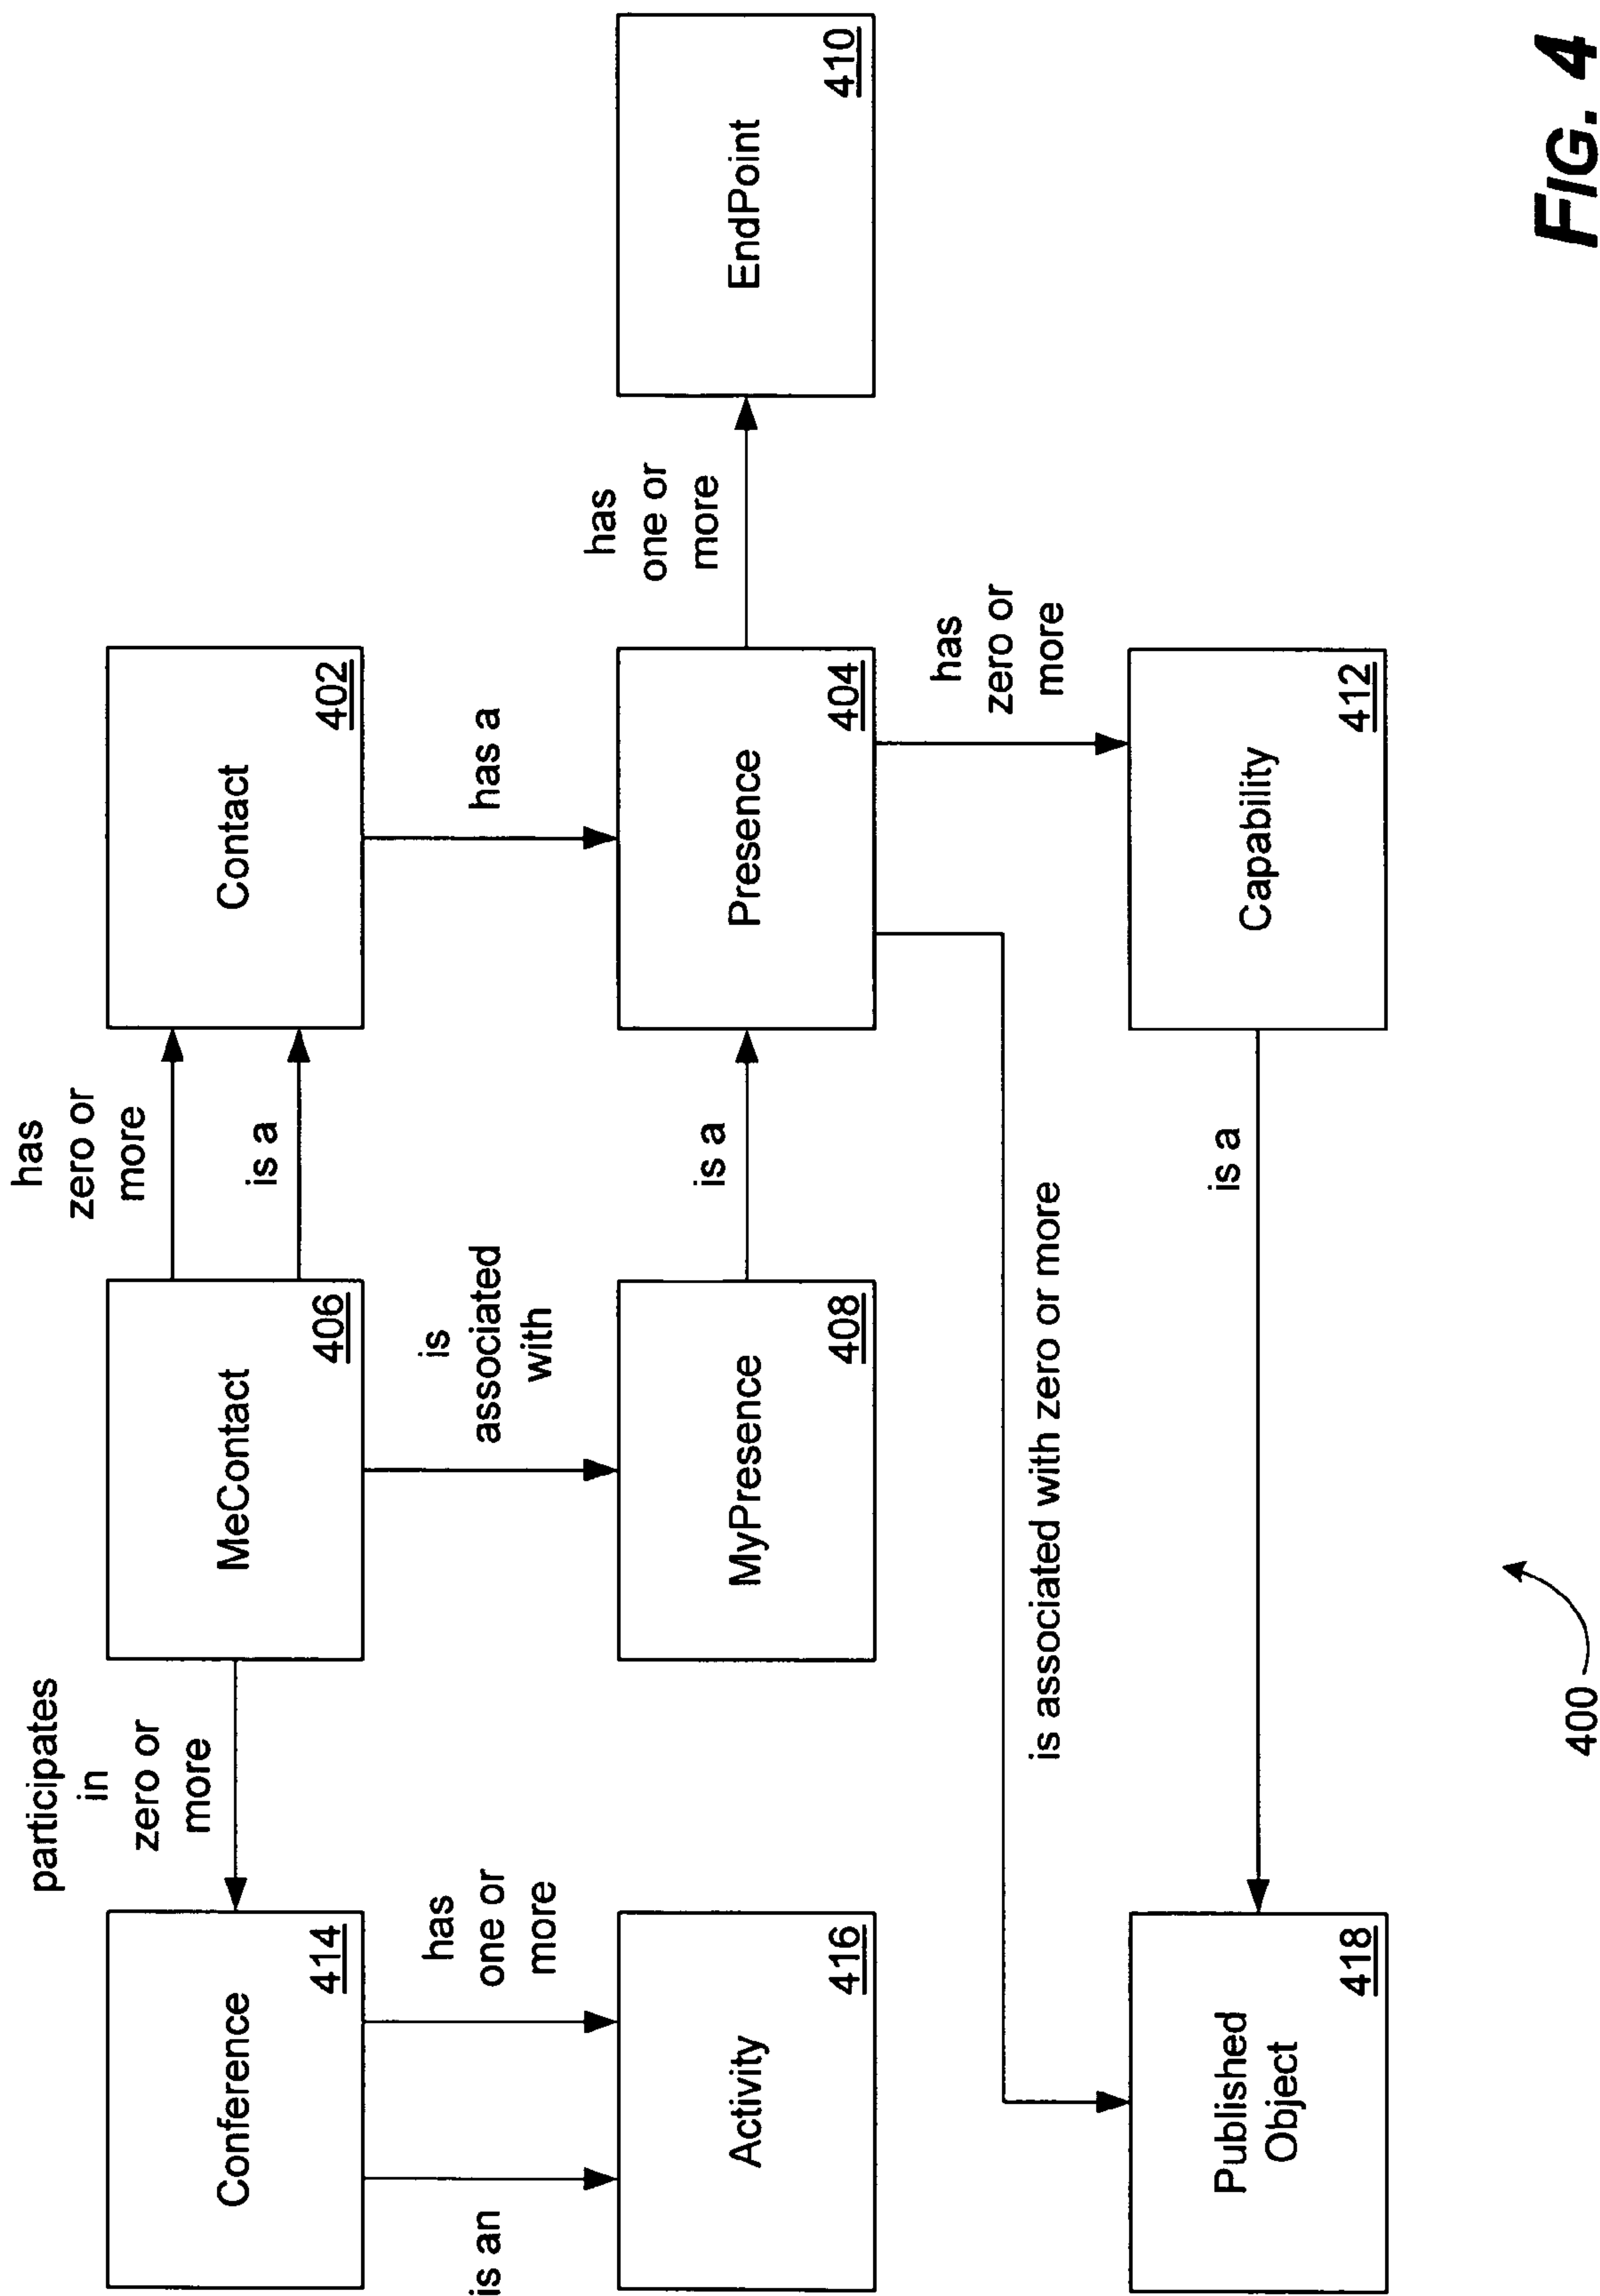 participates
in
zero or
more
has
zero or
more
is a
Conference
414
MeContact
406
Contact
402
is an
has
one or
more
is
associated
with
has a
Activity
416
MyPresence
408
is a
Presence
404
has
one or
more
EndPoint
410
is associated with zero or more
has
zero or
more
Published
Object
418
is a
Capability
412
400
FIG. 4